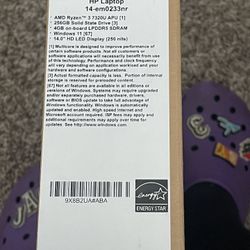 HP Laptop
14-em0233nr
• AMD Ryzen™ 3 7320U APU [1]
• 256GB Solid State Drive [3]
• 4GB on-board LPDDR5 SDRAM
• Windows 11 [67]
• 14.0" HD LED Display (250 nits)
[1] Multicore is designed to improve performance of
certain software products. Not all customers or
software applications will necessarily benefit from use
of this technology. Performance and clock frequency
will vary depending on application workload and your
hardware and software configurations.
[3] Actual formatted capacity is less. Portion of internal
storage is reserved for preinstalled content.
[67] Not all features are available in all editions or
versions of Windows. Systems may require upgraded
and/or separately purchased hardware, drivers,
software or BIOS update to take full advantage of
Windows functionality. Windows is automatically
updated and enabled. High speed internet and
Microsoft account required. ISP fees may apply and
additional requirements may apply over time for
updates. See http://www.windows.com.
9X8B2UA#ABA
energy
ENERGY STAR